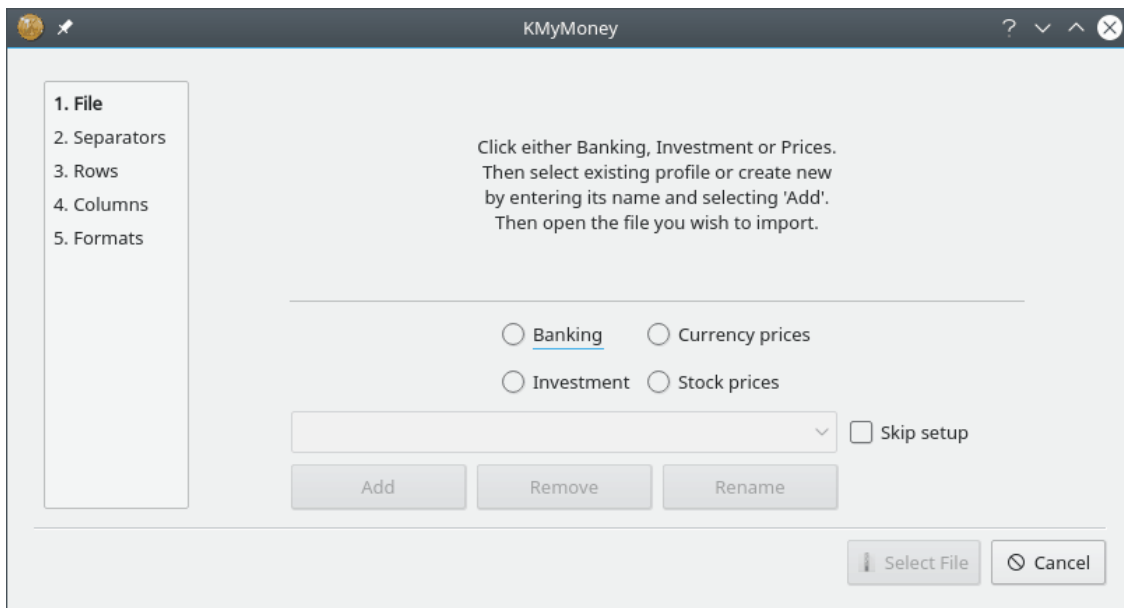 KMyMoney
1. File
2. Separators
3. Rows
4. Columns
5. Formats
Click either Banking, Investment or Prices.
Then select existing profile or create new
by entering its name and selecting 'Add'.
Then open the file you wish to import.
Banking
Currency prices
Investment
Stock prices
Skip setup
Add
Remove
Rename
Select File
Cancel